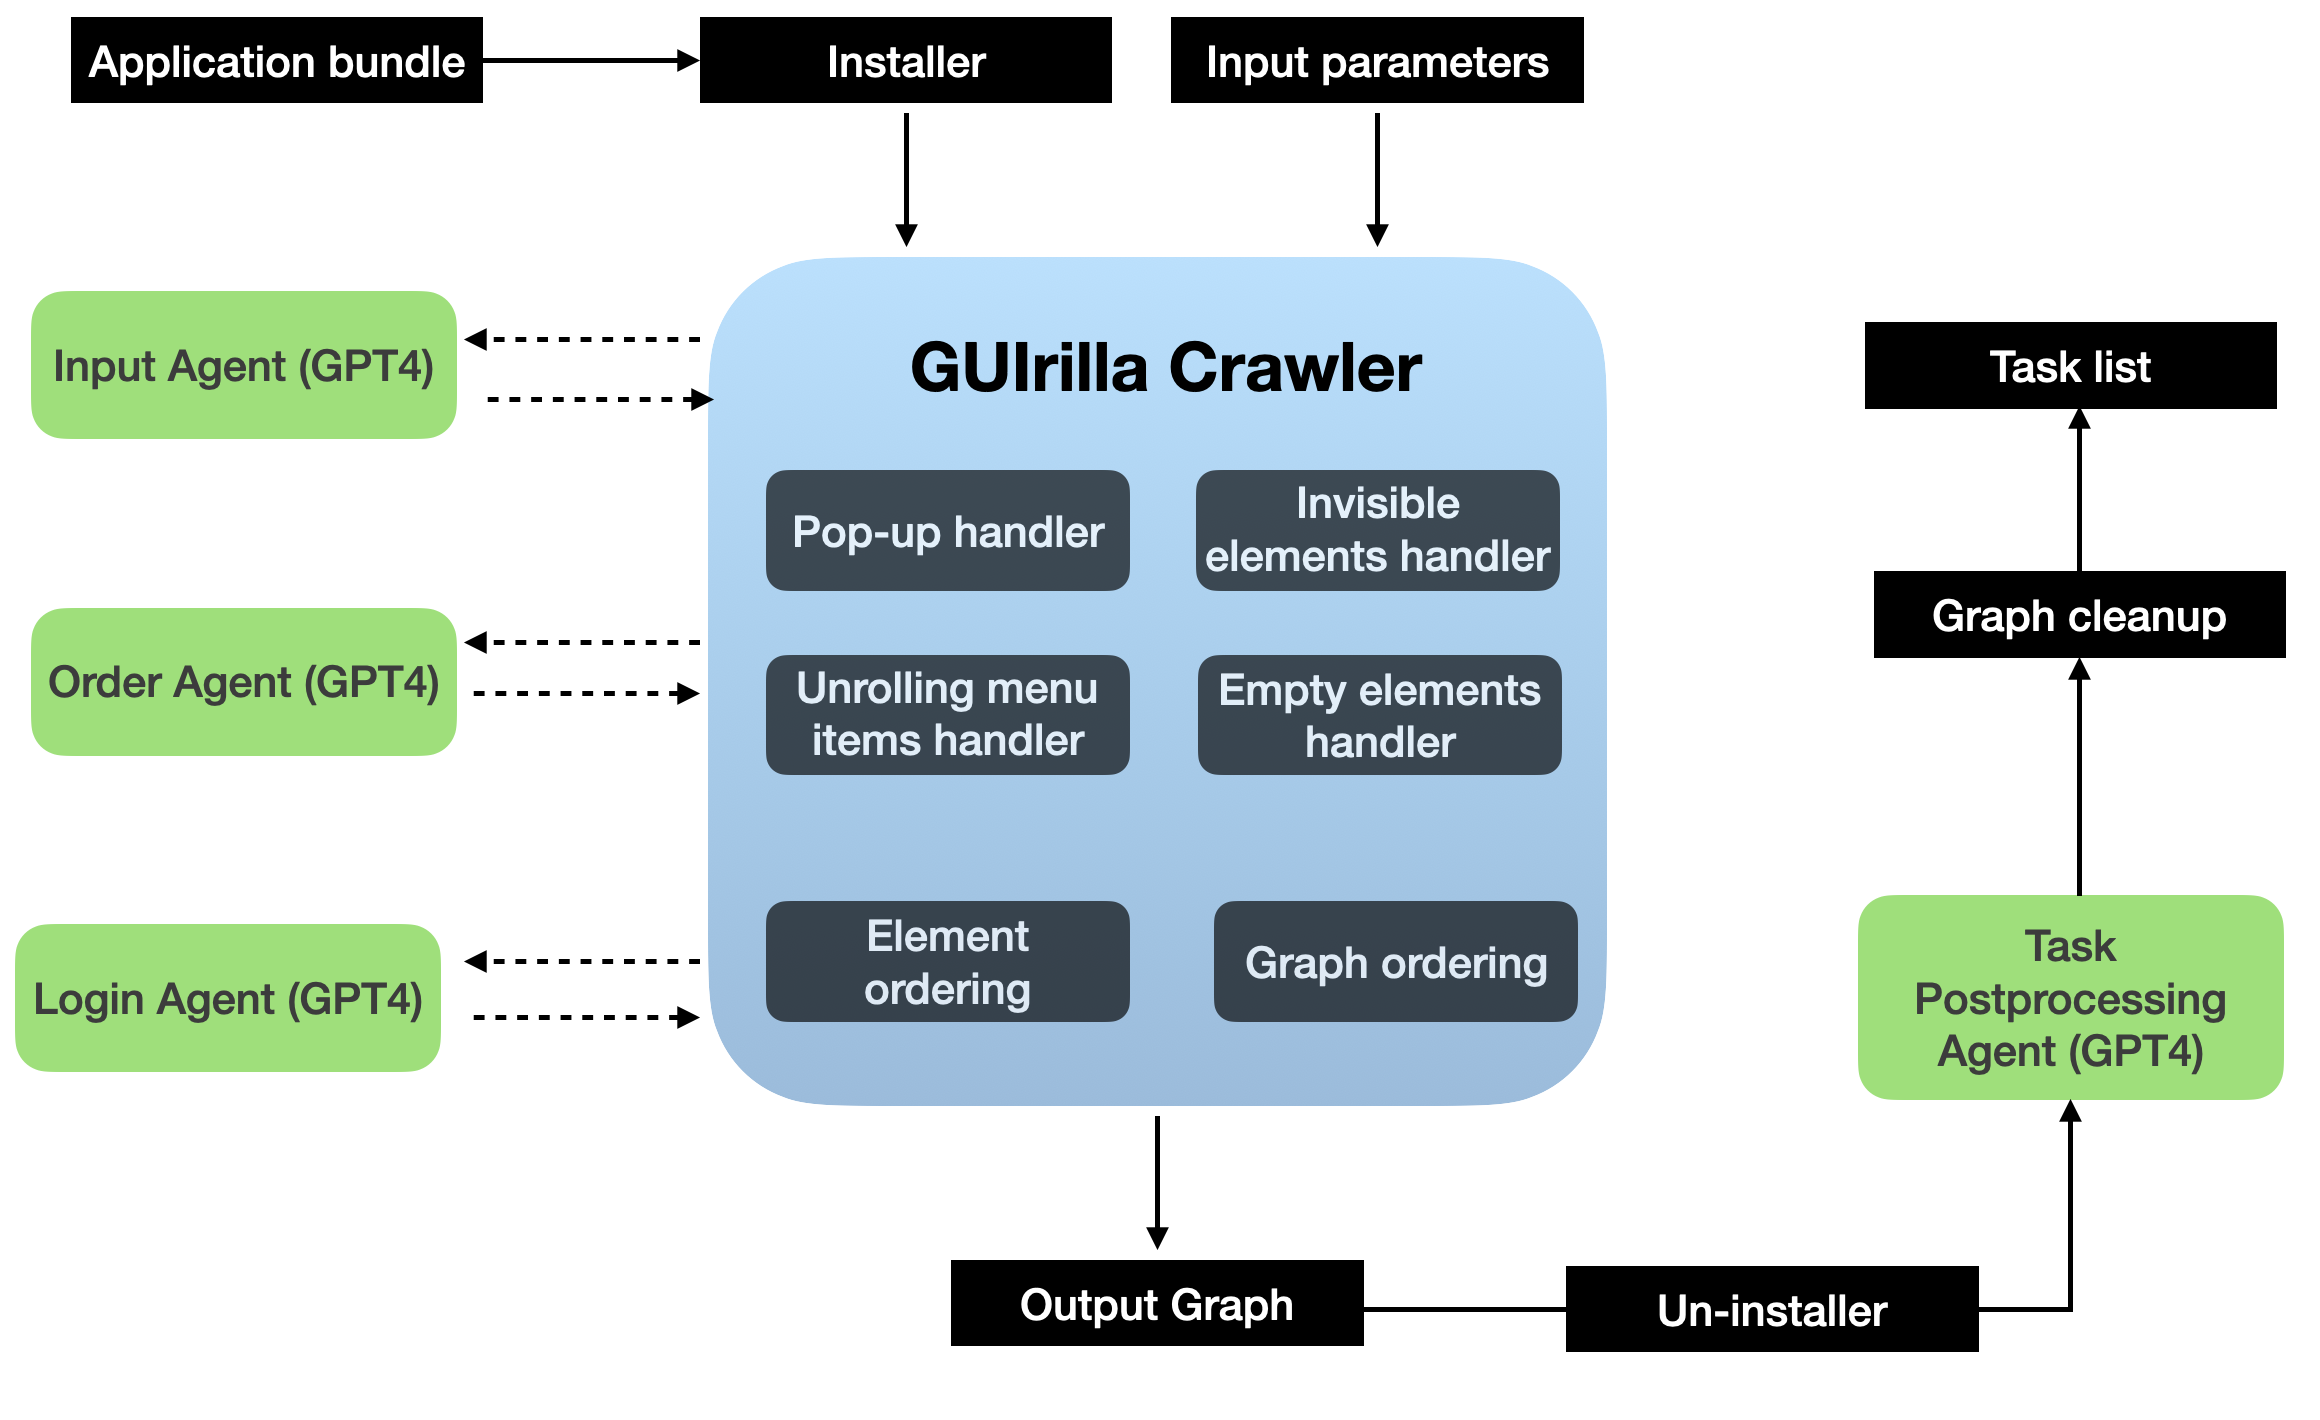 Application bundle
Installer
Input parameters
Input Agent (GPT4)
Order Agent (GPT4)
Login Agent (GPT4)
GUIrilla Crawler
Pop-up handler
Invisible
elements handler
Unrolling menu
items handler
Empty elements
handler
Element
ordering
Graph ordering
Output Graph
Un-installer
Task
Postprocessing
Agent (GPT4)
Graph cleanup
Task list